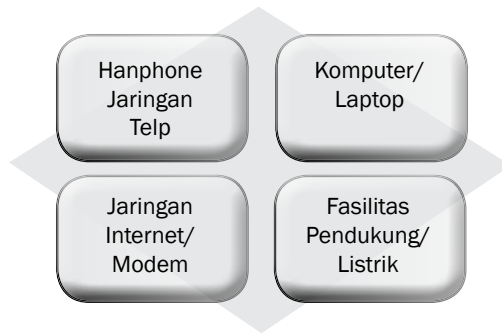 Hanphone
Jaringan
Telp
Komputer/
Laptop
Jaringan
Internet/
Modem
Fasilitas
Pendukung/
Listrik